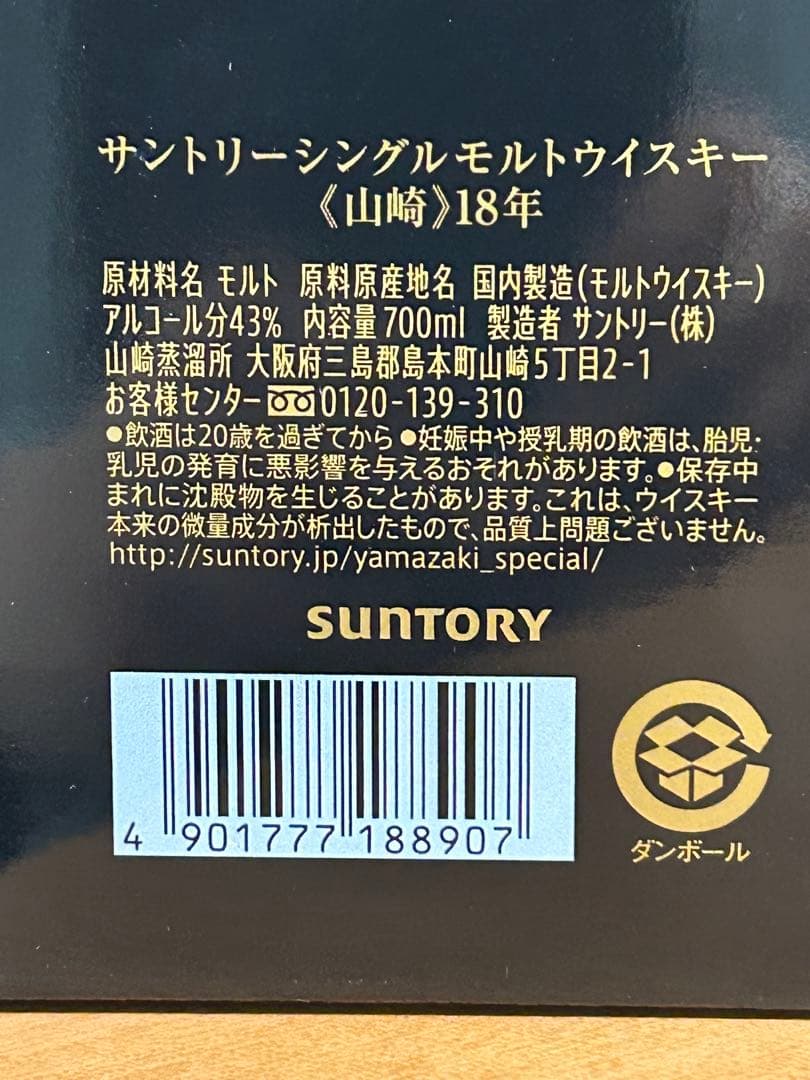 サントリーシングルモルトウイスキー
《山崎》18年
原材料名 モルト 原料原産地名 国内製造(モルトウイスキー)
アルコール分43% 内容量700ml 製造者 サントリー(株)
山崎蒸溜所 大阪府三島郡島本町山崎5丁目2-1
お客様センター 0120-139-310
●飲酒は20歳を過ぎてから ●妊娠中や授乳期の飲酒は、胎児・
乳児の発育に悪影響を与えるおそれがあります。●保存中
まれに沈殿物を生じることがあります。これは、ウイスキー
本来の微量成分が析出したもので、品質上問題ございません。
http://suntory.jp/yamazaki_special/
SUNTORY
4 901777 188907
ダンボール